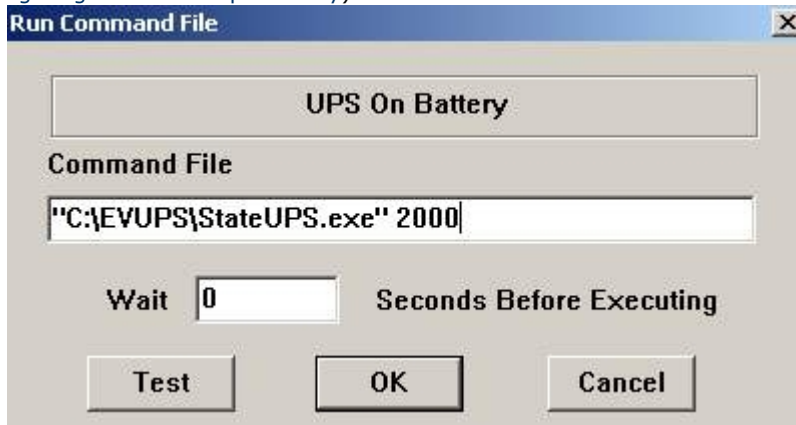 Run Command File
UPS On Battery
Command File
"C:\EVUPS\StateUPS.exe" 2000
Wait 0 Seconds Before Executing
Test OK Cancel